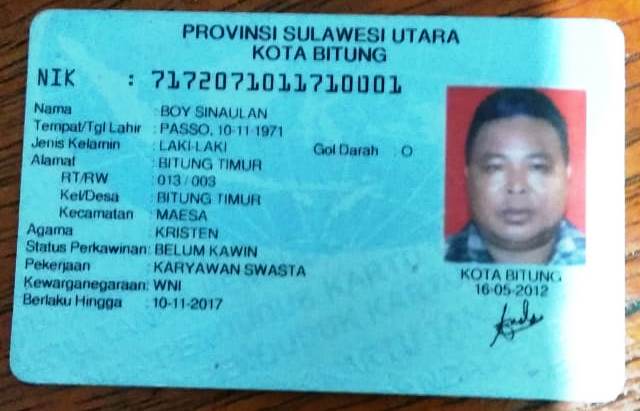 PROVINSI SULAWESI UTARA
KOTA BITUNG
NIK : 7172071011710001
Nama : BOY SINAULAN
Tempat/Tgl Lahir : PASSO, 10-11-1971
Jenis Kelamin : LAKI-LAKI Gol Darah : O
Alamat : BITUNG TIMUR
RT/RW : 013 / 003
Kel/Desa : BITUNG TIMUR
Kecamatan : MAESA
Agama : KRISTEN
Status Perkawinan: BELUM KAWIN
Pekerjaan : KARYAWAN SWASTA
Kewarganegaraan: WNI
Berlaku Hingga : 10-11-2017
KOTA BITUNG
16-05-2012